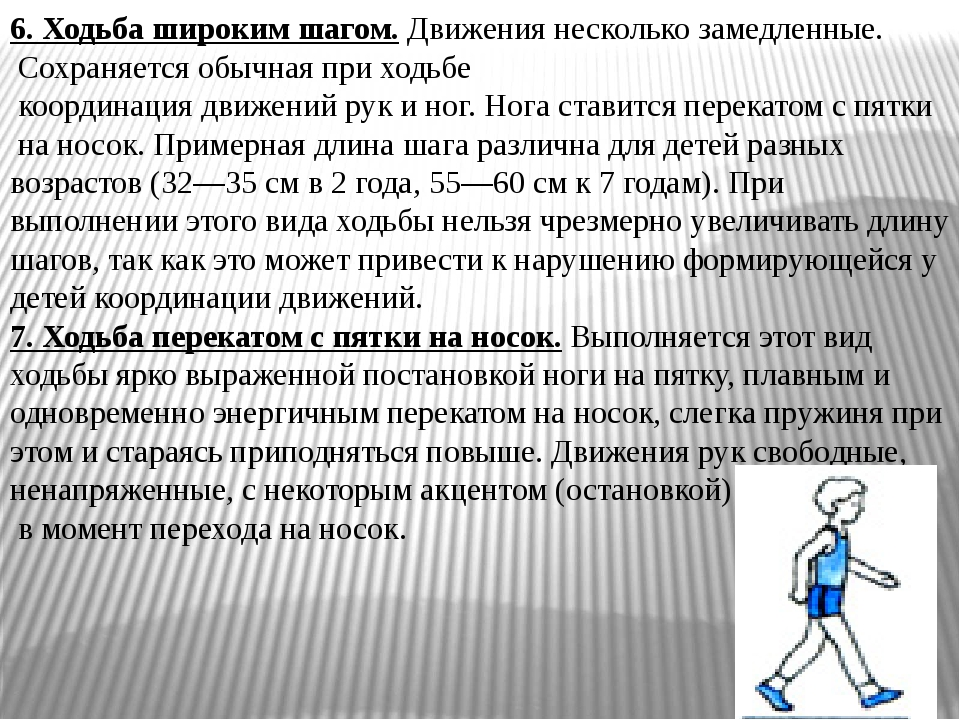 6. Ходьба широким шагом. Движения несколько замедленные.
Сохраняется обычная при ходьбе
координация движений рук и ног. Нога ставится перекатом с пятки
на носок. Примерная длина шага различна для детей разных
возрастов (32—35 см в 2 года, 55—60 см к 7 годам). При
выполнении этого вида ходьбы нельзя чрезмерно увеличивать длину
шагов, так как это может привести к нарушению формирующейся у
детей координации движений.
7. Ходьба перекатом с пятки на носок. Выполняется этот вид
ходьбы ярко выраженной постановкой ноги на пятку, плавным и
одновременно энергичным перекатом на носок, слегка пружиня при
этом и стараясь приподняться повыше. Движения рук свободные,
ненапряженные, с некоторым акцентом (остановкой)
в момент перехода на носок.